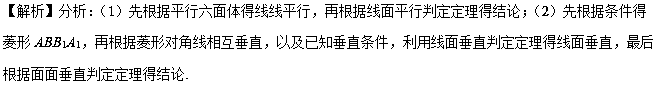 【解析】分析：（1）先根据平行六面体得线线平行，再根据线面平行判定定理得结论；（2）先根据条件得
菱形 ABB₁A₁，再根据菱形对角线相互垂直，以及已知垂直条件，利用线面垂直判定定理得线面垂直，最后
根据面面垂直判定定理得结论.